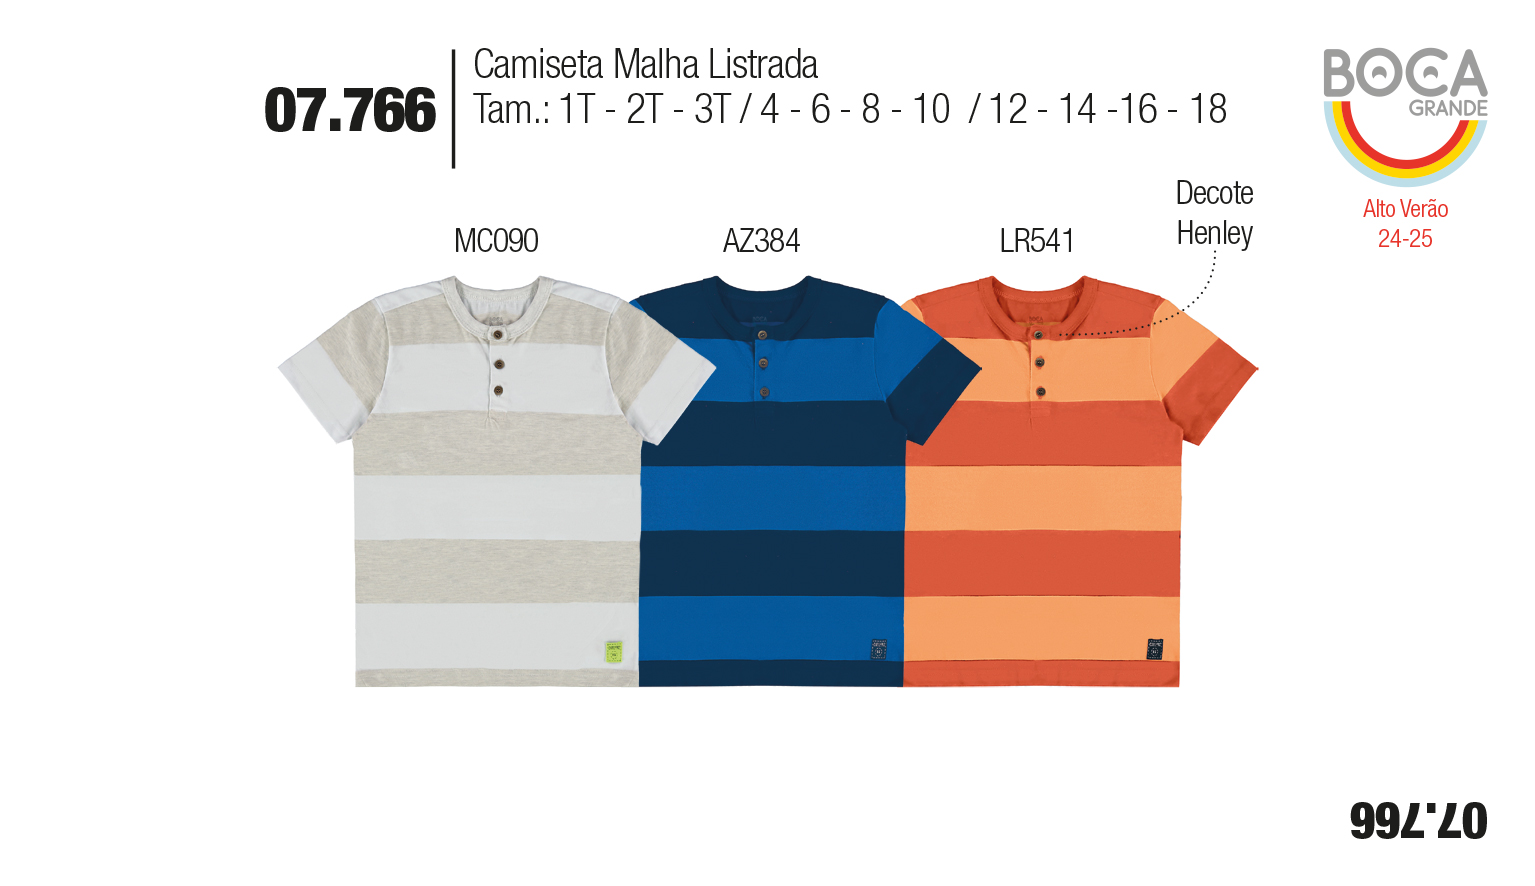 07.766
Camiseta Malha Listrada
Tam.: 1T - 2T - 3T / 4 - 6 - 8 - 10 / 12 - 14 -16 - 18
BOCA
GRANDE
Alto Verão
24-25
Decote
Henley
MC090
AZ384
LR541
BOCA
07.766